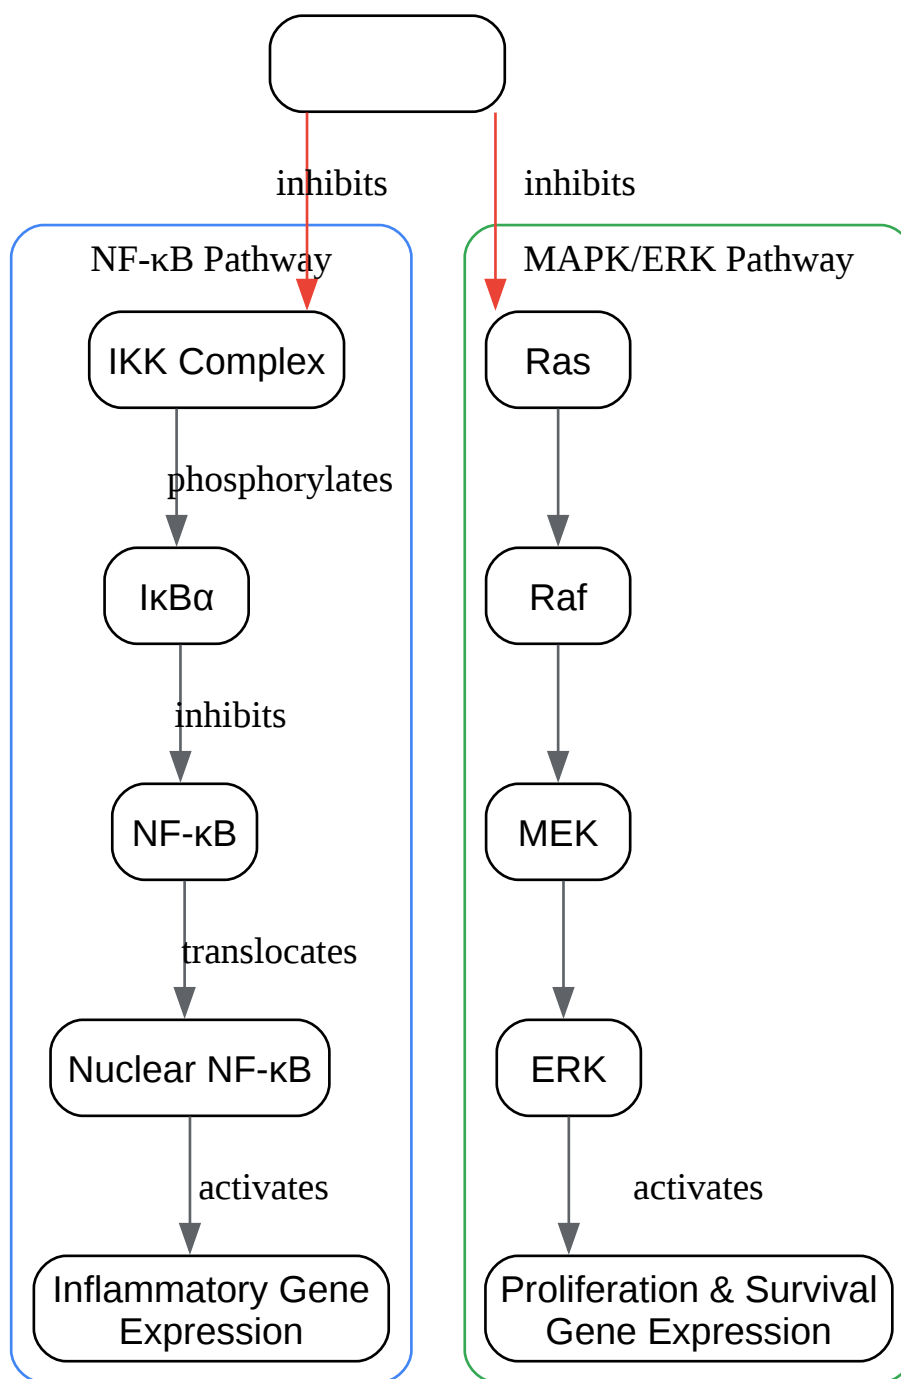 inhibits
inhibits
NF-κB Pathway
MAPK/ERK Pathway
IKK Complex
Ras
phosphorylates
IκBα
Raf
inhibits
NF-κB
MEK
translocates
Nuclear NF-κB
ERK
activates
activates
Inflammatory Gene
Expression
Proliferation & Survival
Gene Expression